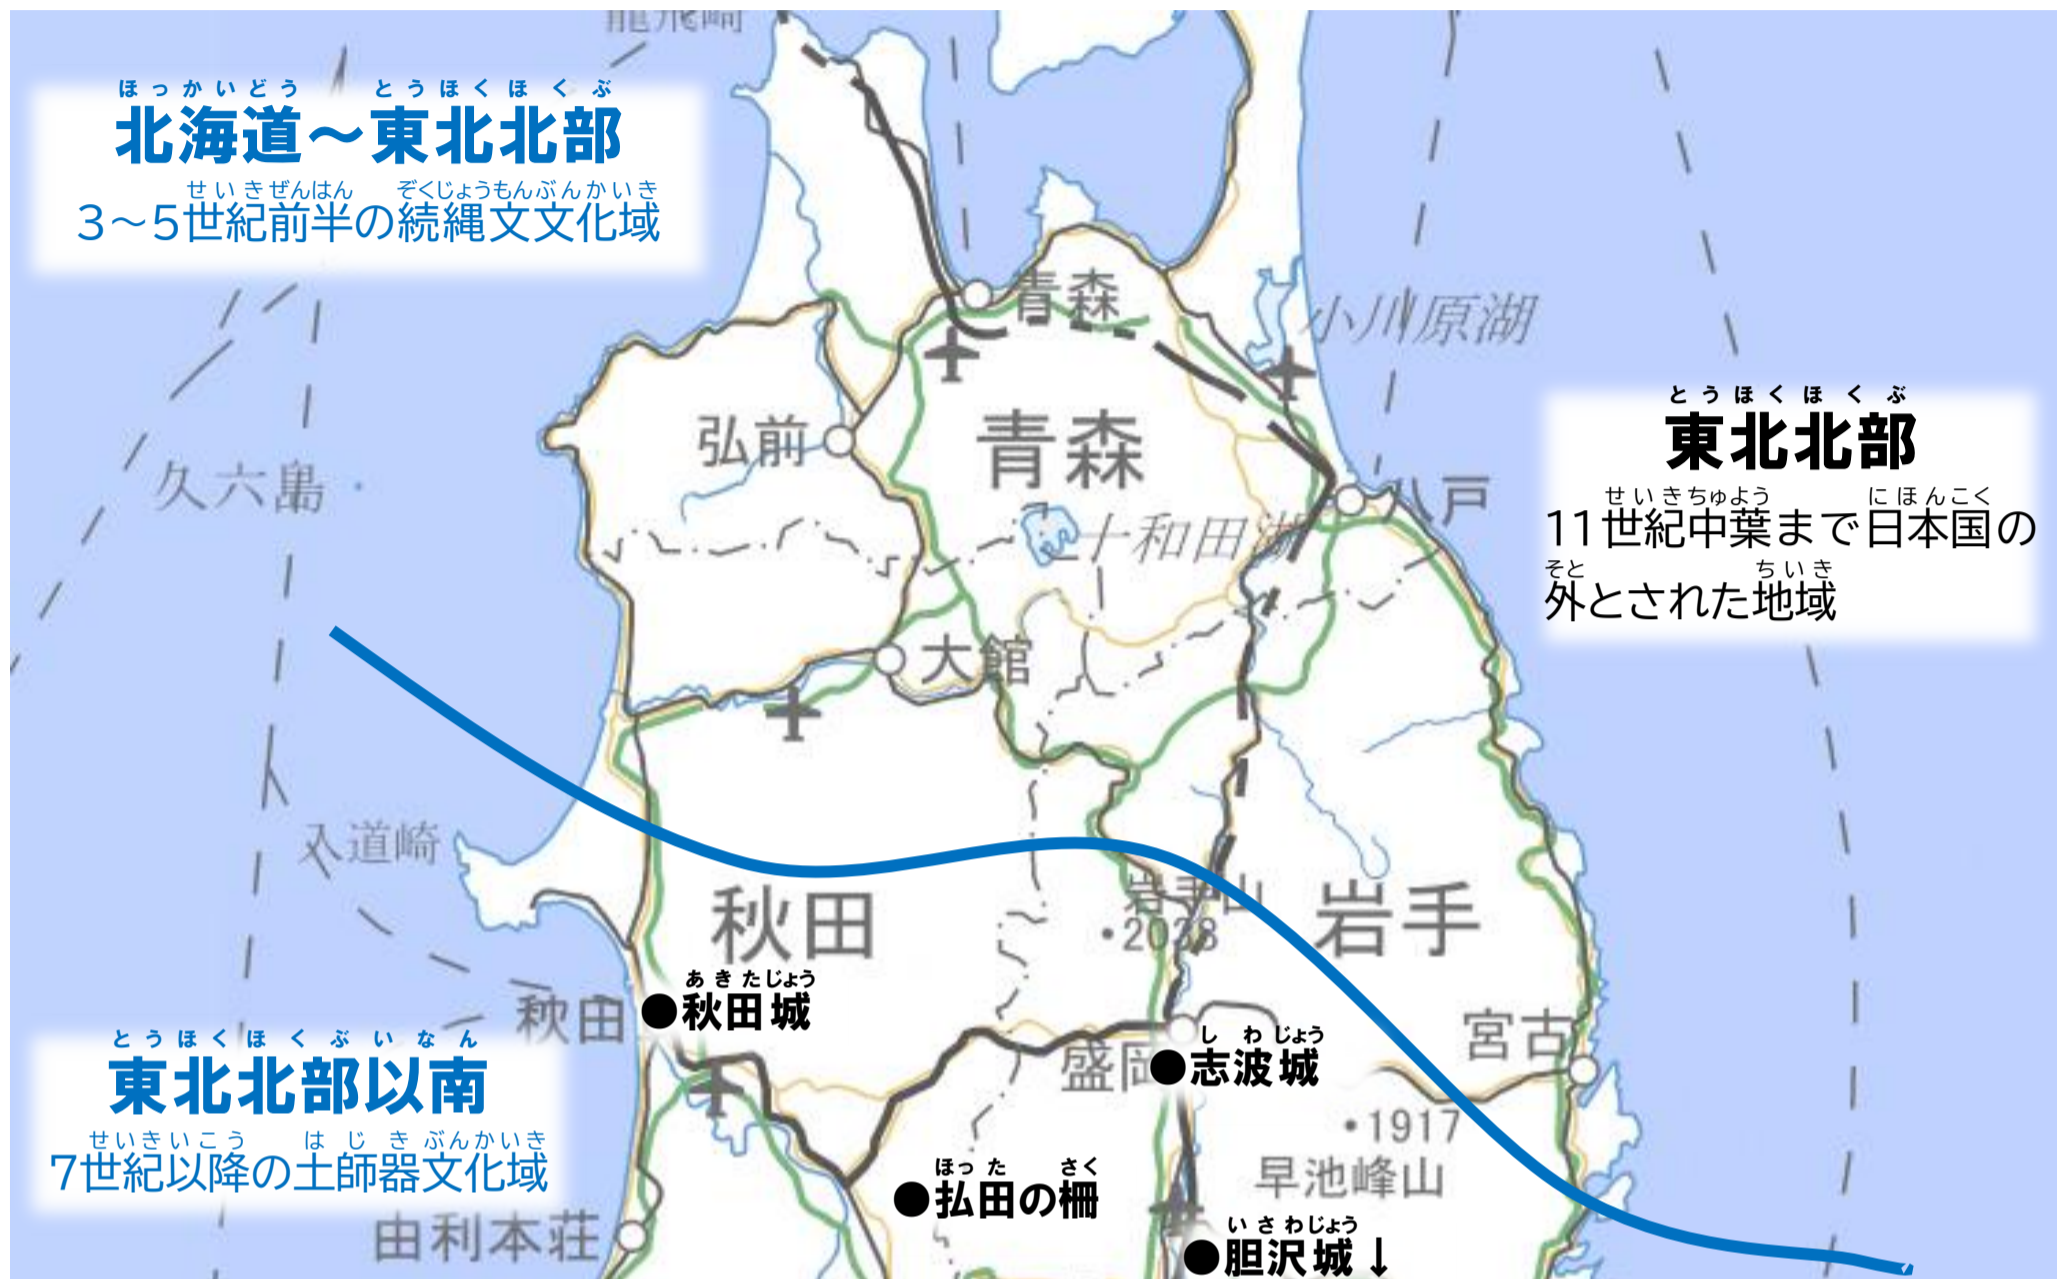 龍飛崎
ほっかいどう とうほくほくぶ
北海道～東北北部
せいきぜんはん ぞくじょうもんぶんかいき
３～５世紀前半の続縄文文化域
青森
小川原湖
弘前
青森
とうほくほくぶ
東北北部
せいきちゅよう にほんこく
11世紀中葉まで日本国の
そと ちいき
外とされた地域
久六島
八戸
十和田湖
大館
入道崎
秋田
岩手山
・2038
岩手
あきたじょう
●秋田城
秋田
とうほくほくぶいなん
東北北部以南
せいきいこう はじきぶんかいき
７世紀以降の土師器文化域
しわじょう
●志波城
盛岡
宮古
・1917
早池峰山
ほった さく
●払田の柵
由利本荘
いさわじょう
●胆沢城↓